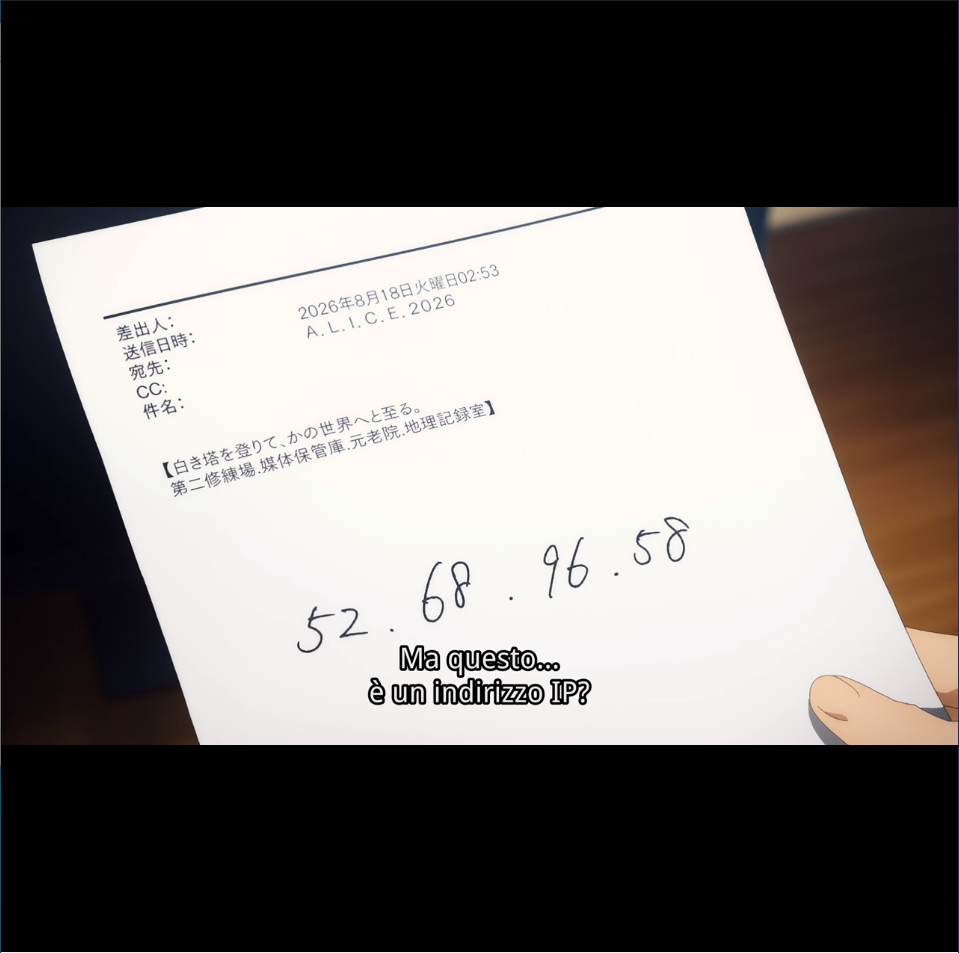 差出人:
送信日時: 2026年8月18日火曜日02:53
宛先: A.L.I.C.E.2026
CC:
件名:
【白き塔を登りて、かの世界へと至る。
第二修練場.媒体保管庫.元老院.地理記録室】
52.68.96.58
Ma questo...
è un indirizzo IP?